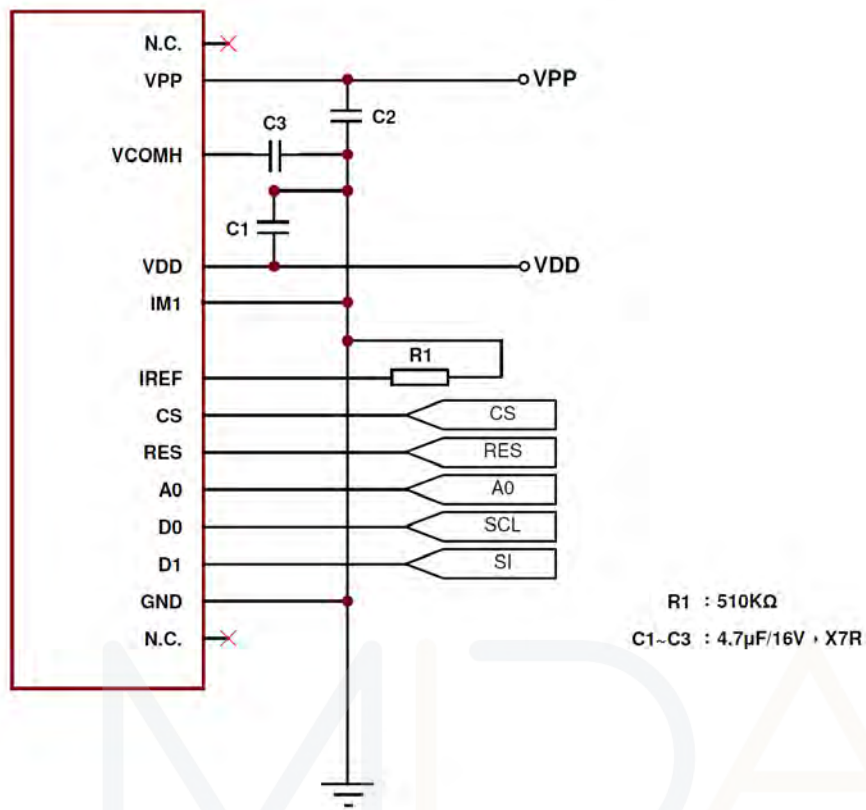 N.C.
VPP
VPP
C2
C3
VCOMH
C1
VDD
VDD
IM1
R1
IREF
CS
CS
RES
RES
A0
A0
D0
SCL
D1
SI
GND
R1 : 510KΩ
N.C.
C1~C3 : 4.7µF/16V , X7R
MIDA